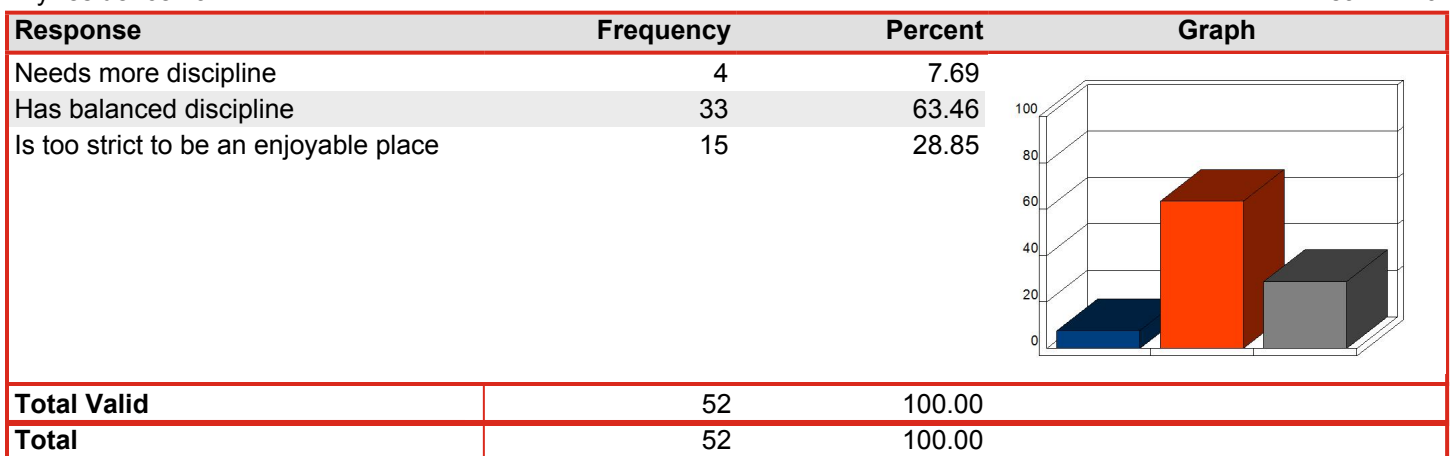 Response Frequency Percent Graph
Needs more discipline 4 7.69
Has balanced discipline 33 63.46
Is too strict to be an enjoyable place 15 28.85
100
80
60
40
20
0
Total Valid 52 100.00
Total 52 100.00